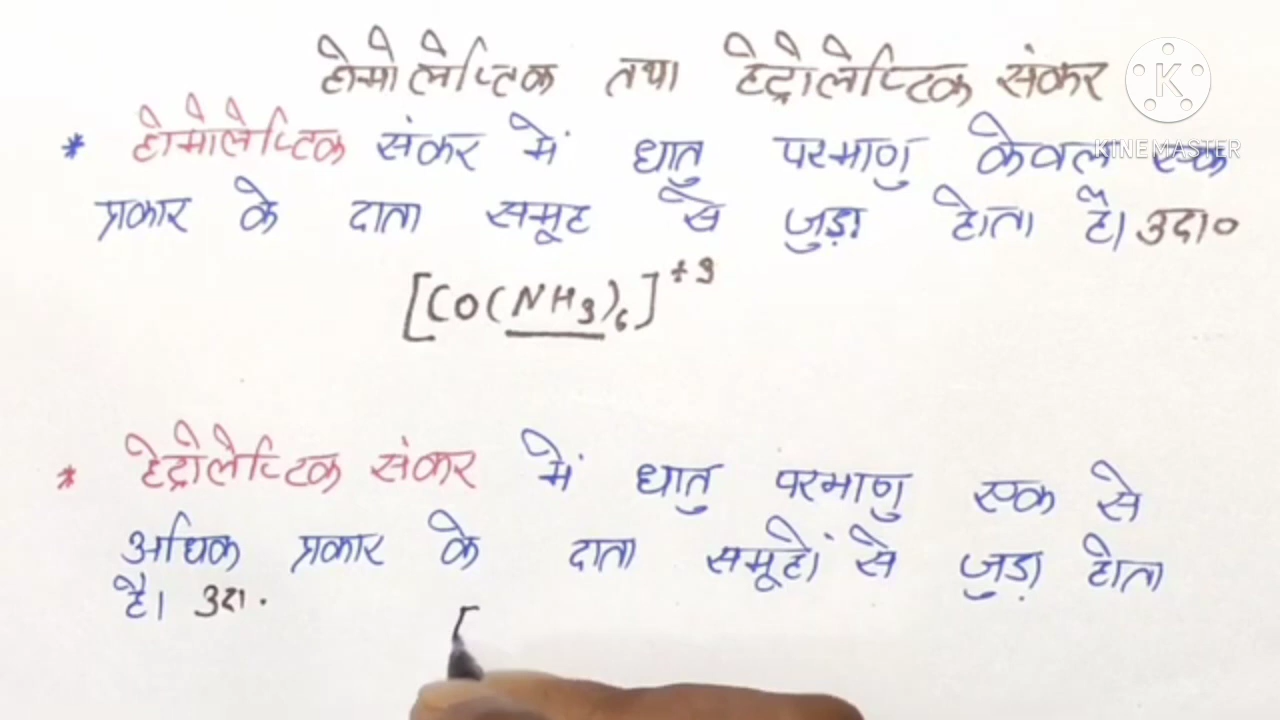 होमोलेप्टिक तथा हेट्रोलेप्टिक संकर
K
KINEMASTER
* होमोलेप्टिक संकर में धातु परमाणु केवल एक
प्रकार के दाता समूह से जुड़ा होता है। उदा०
[CO(NH3)6]+3
* हेट्रोलेप्टिक संकर में धातु परमाणु एक से
अधिक प्रकार के दाता समूहों से जुड़ा होता
है। उदा.
[